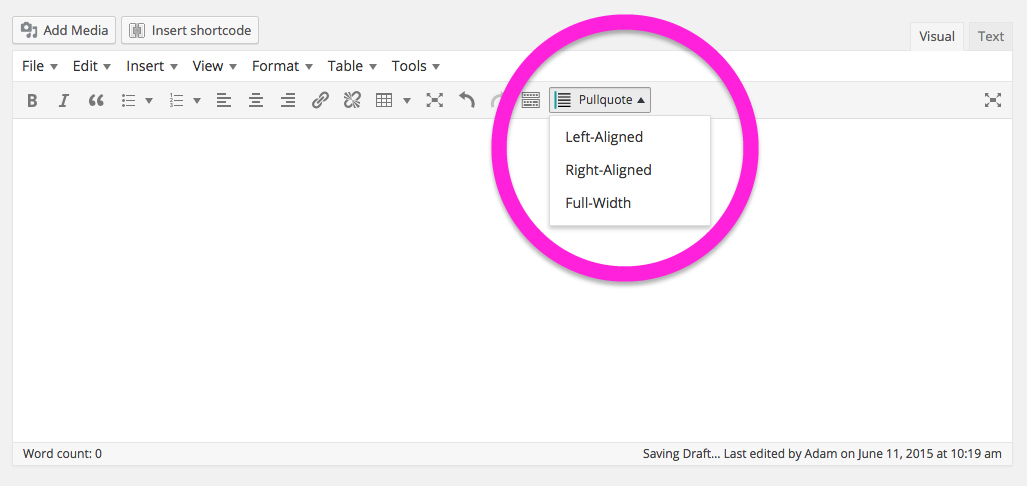 Add Media Insert shortcode
Visual Text
File Edit Insert View Format Table Tools
B I Pullquote
Left-Aligned
Right-Aligned
Full-Width
Word count: 0 Saving Draft... Last edited by Adam on June 11, 2015 at 10:19 am